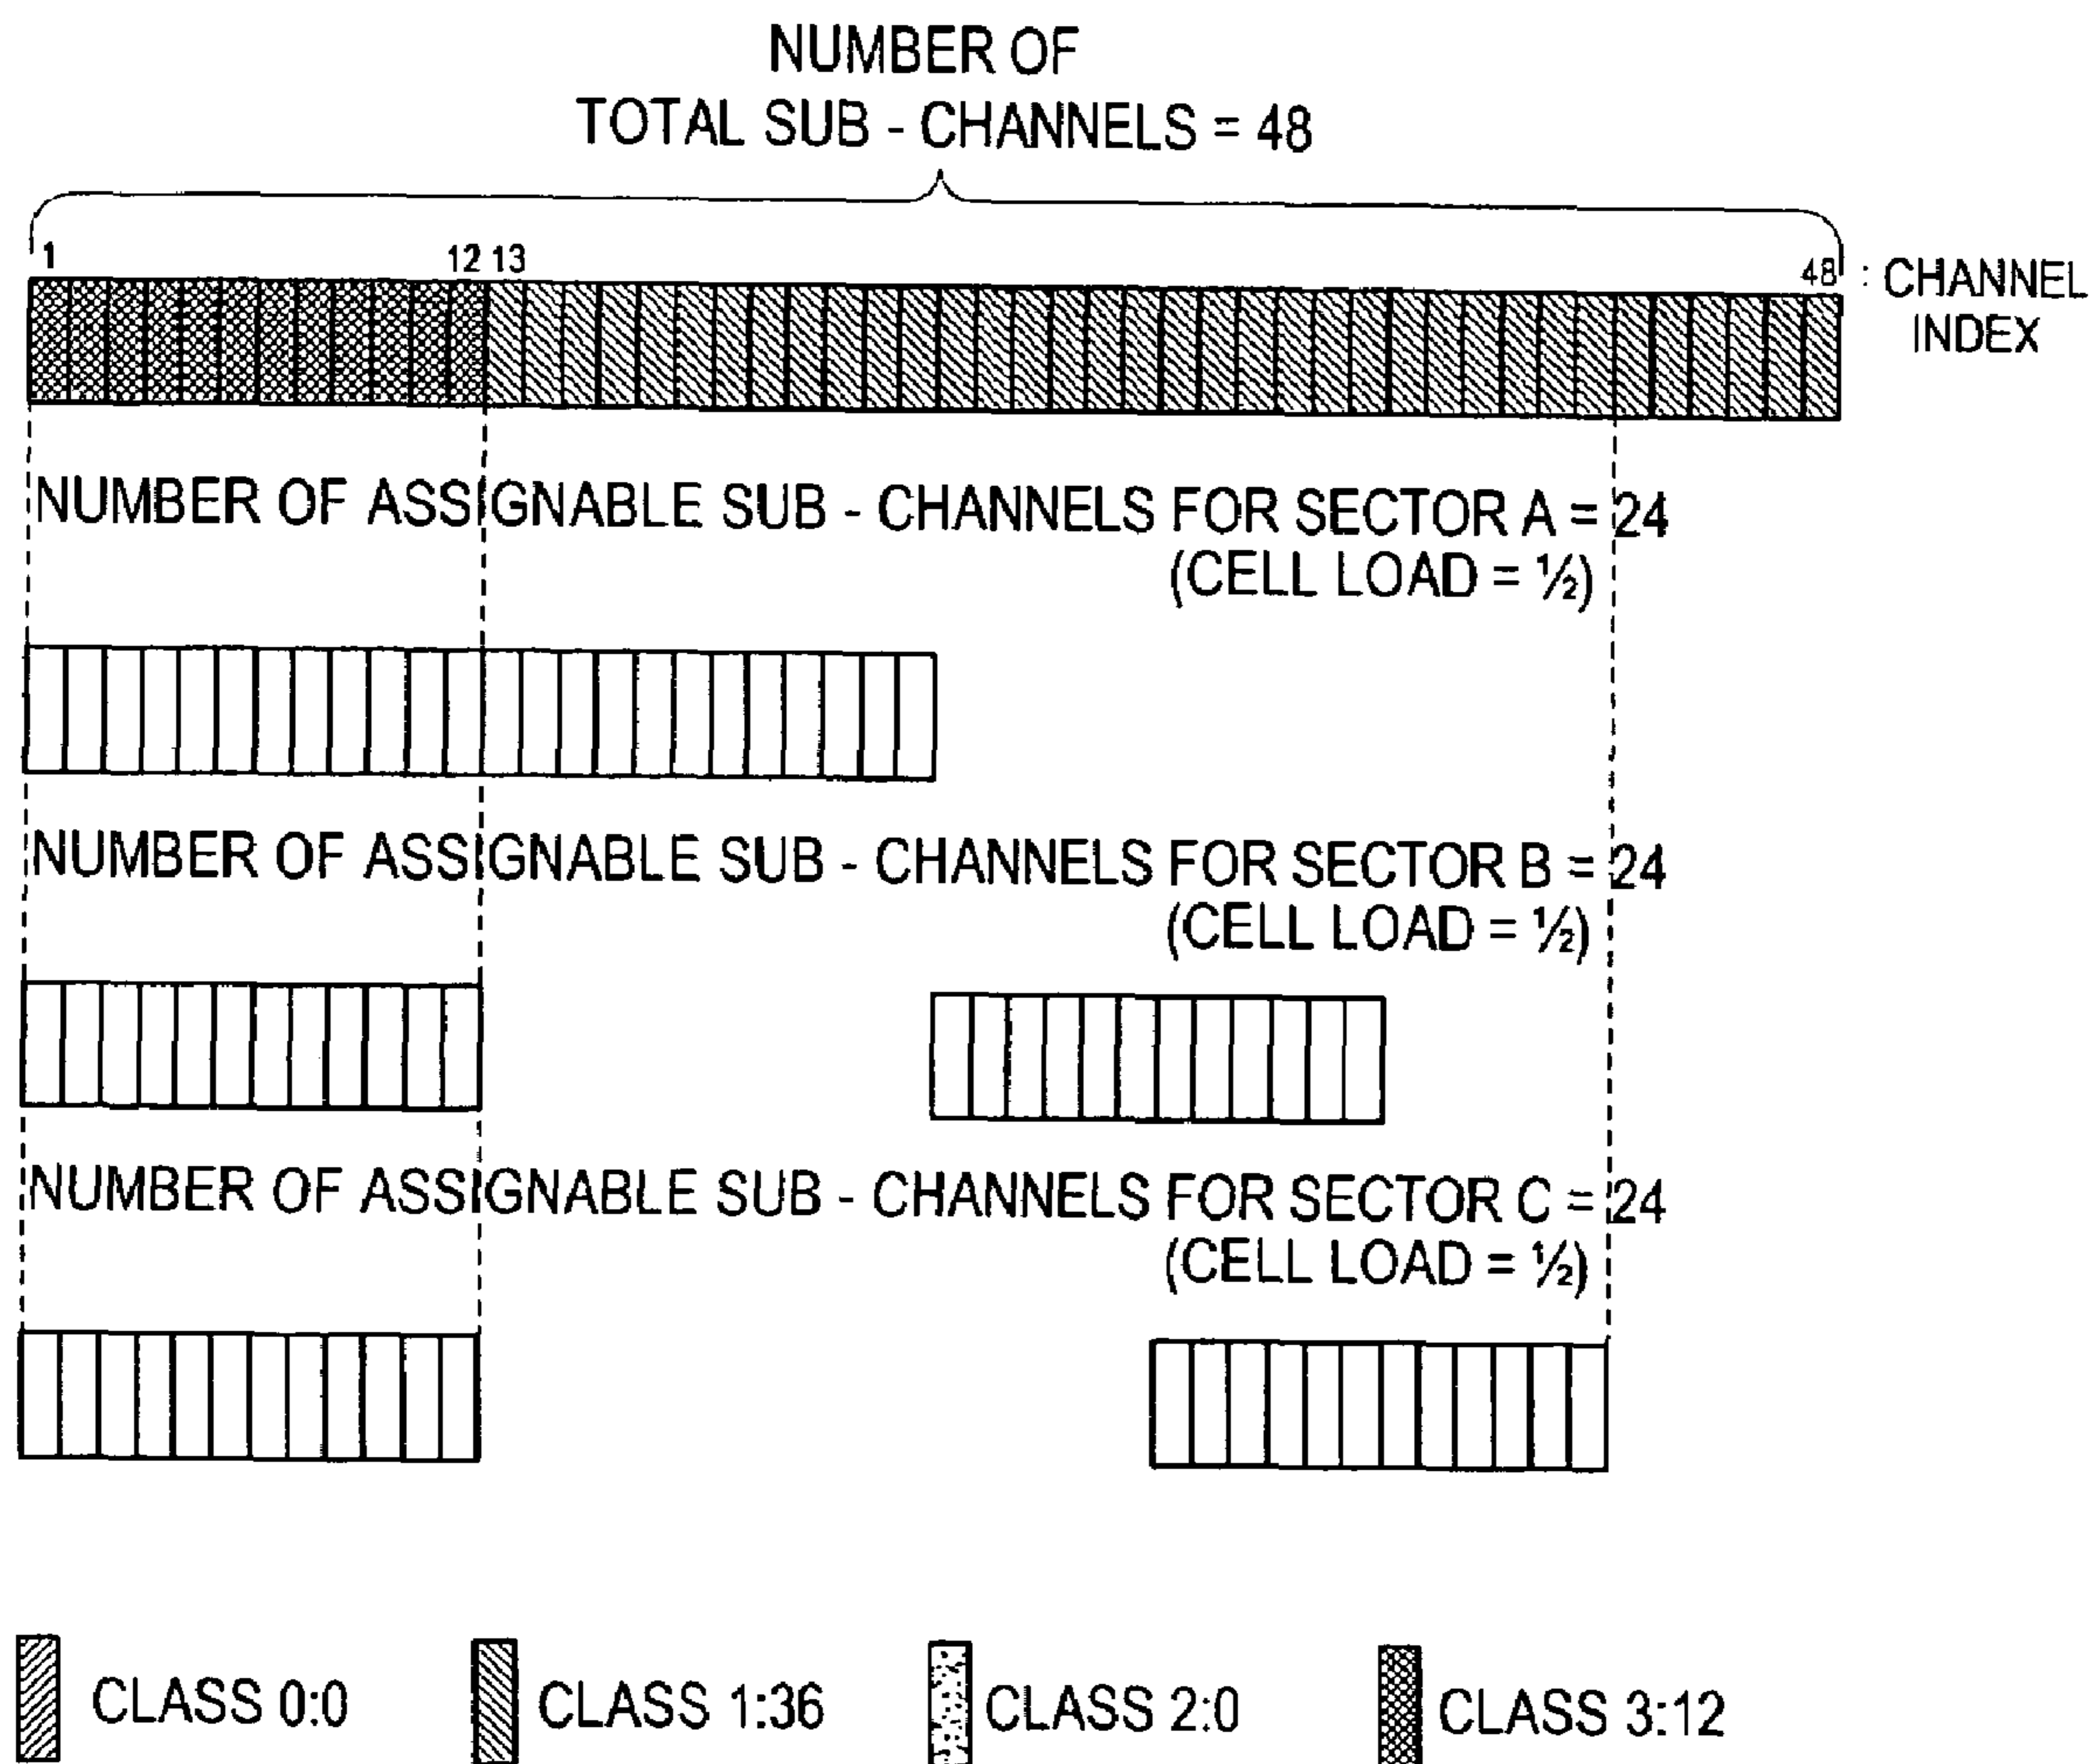 NUMBER OF
TOTAL SUB - CHANNELS = 48
1 12 13 48 : CHANNEL
INDEX
NUMBER OF ASSIGNABLE SUB - CHANNELS FOR SECTOR A = 24
(CELL LOAD = ½)
NUMBER OF ASSIGNABLE SUB - CHANNELS FOR SECTOR B = 24
(CELL LOAD = ½)
NUMBER OF ASSIGNABLE SUB - CHANNELS FOR SECTOR C = 24
(CELL LOAD = ½)
CLASS 0:0 CLASS 1:36 CLASS 2:0 CLASS 3:12